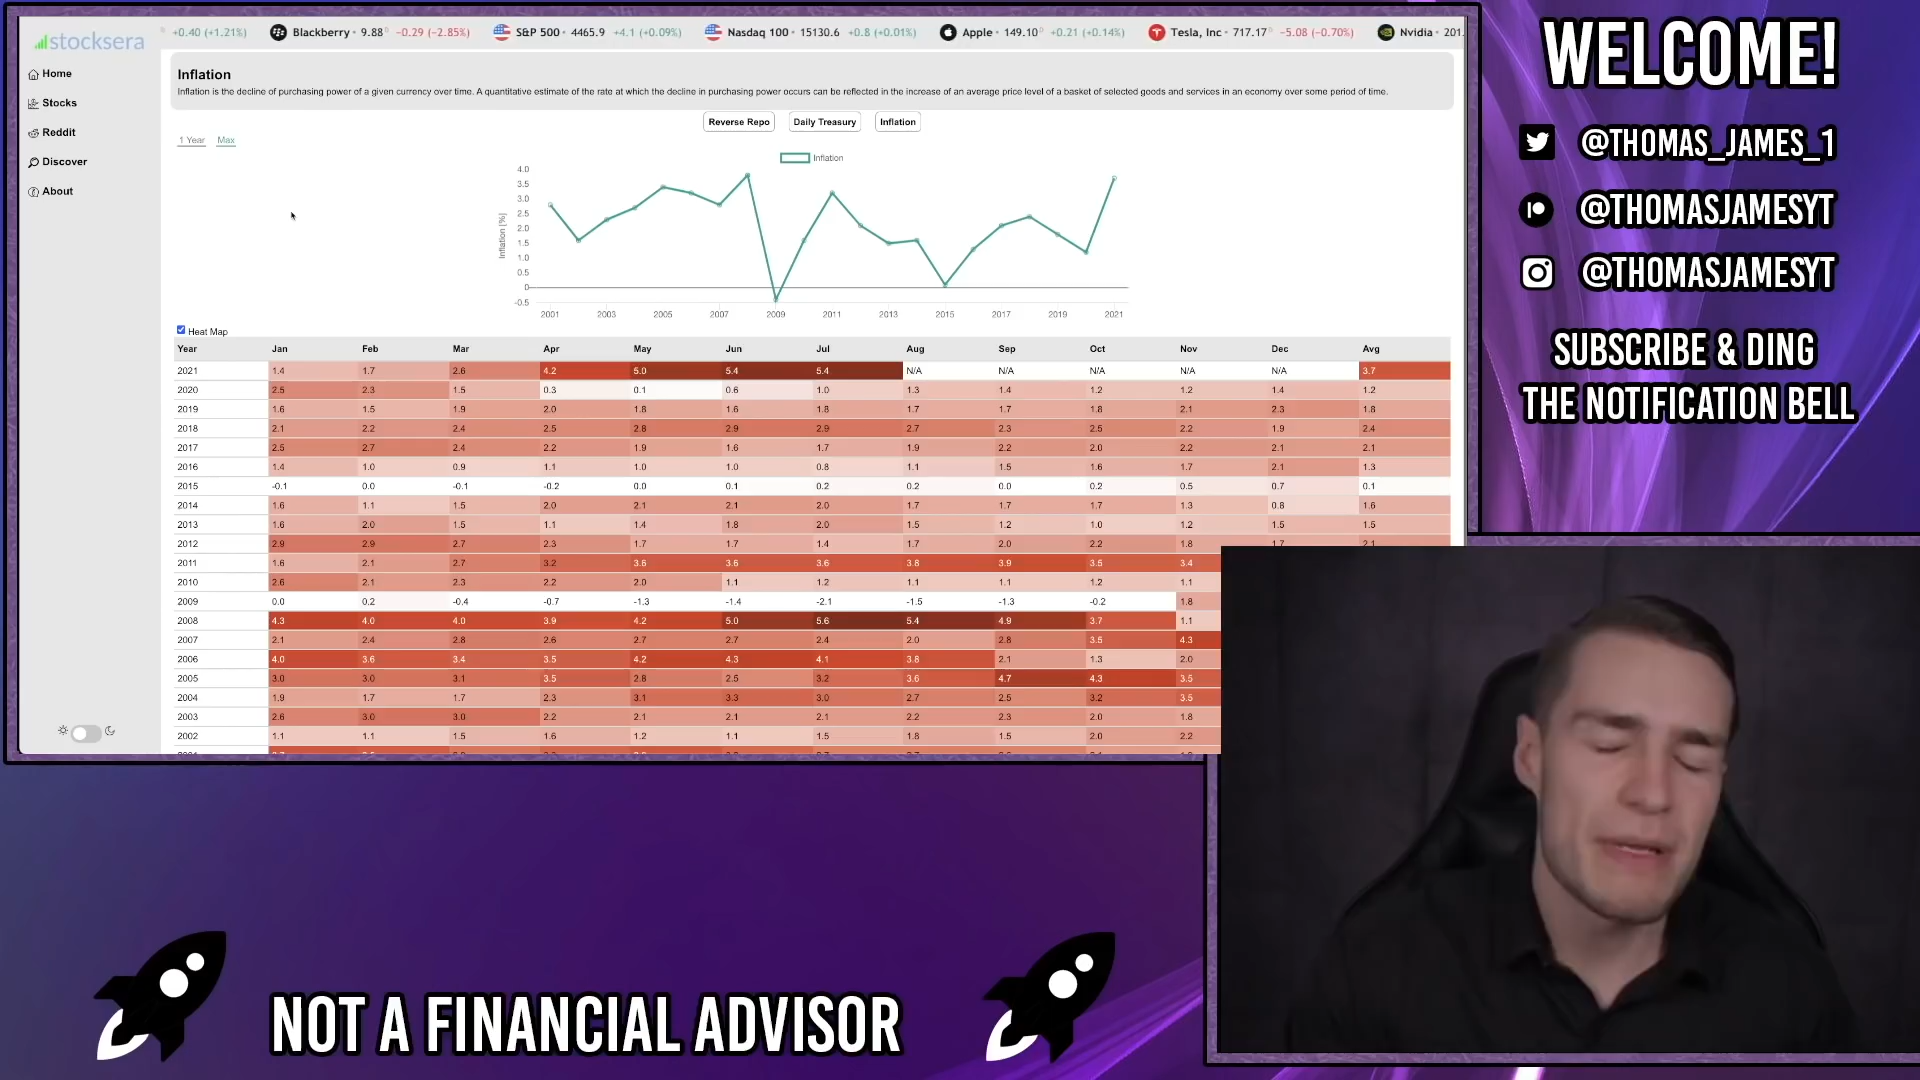 stocksera
+0.40 (+1.21%) Blackberry • 9.88 D −0.29 (−2.85%) S&P 500 • 4465.9 +4.1 (+0.09%) Nasdaq 100 • 15130.6 +0.8 (+0.01%) Apple • 149.10 D +0.21 (+0.14%) Tesla, Inc • 717.17 D −5.08 (−0.70%) Nvidia • 201.
Home
Stocks
Reddit
Discover
About
Inflation
Inflation is the decline of purchasing power of a given currency over time. A quantitative estimate of the rate at which the decline in purchasing power occurs can be reflected in the increase of an average price level of a basket of selected goods and services in an economy over some period of time.
Reverse Repo Daily Treasury Inflation
1 Year Max
Inflation
Inflation [%]
4.0
3.5
3.0
2.5
2.0
1.5
1.0
0.5
0
-0.5
2001 2003 2005 2007 2009 2011 2013 2015 2017 2019 2021
Heat Map
Year Jan Feb Mar Apr May Jun Jul Aug Sep Oct Nov Dec Avg
2021 1.4 1.7 2.6 4.2 5.0 5.4 5.4 N/A N/A N/A N/A N/A 3.7
2020 2.5 2.3 1.5 0.3 0.1 0.6 1.0 1.3 1.4 1.2 1.2 1.4 1.2
2019 1.6 1.5 1.9 2.0 1.8 1.6 1.8 1.7 1.7 1.8 2.1 2.3 1.8
2018 2.1 2.2 2.4 2.5 2.8 2.9 2.9 2.7 2.3 2.5 2.2 1.9 2.4
2017 2.5 2.7 2.4 2.2 1.9 1.6 1.7 1.9 2.2 2.0 2.2 2.1 2.1
2016 1.4 1.0 0.9 1.1 1.0 1.0 0.8 1.1 1.5 1.6 1.7 2.1 1.3
2015 -0.1 0.0 -0.1 -0.2 0.0 0.1 0.2 0.2 0.0 0.2 0.5 0.7 0.1
2014 1.6 1.1 1.5 2.0 2.1 2.1 2.0 1.7 1.7 1.7 1.3 0.8 1.6
2013 1.6 2.0 1.5 1.1 1.4 1.8 2.0 1.5 1.2 1.0 1.2 1.5 1.5
2012 2.9 2.9 2.7 2.3 1.7 1.7 1.4 1.7 2.0 2.2 1.8 1.7 2.1
2011 1.6 2.1 2.7 3.2 3.6 3.6 3.6 3.8 3.9 3.5 3.4
2010 2.6 2.1 2.3 2.2 2.0 1.1 1.2 1.1 1.1 1.2 1.1
2009 0.0 0.2 -0.4 -0.7 -1.3 -1.4 -2.1 -1.5 -1.3 -0.2 1.8
2008 4.3 4.0 4.0 3.9 4.2 5.0 5.6 5.4 4.9 3.7 1.1
2007 2.1 2.4 2.8 2.6 2.7 2.7 2.4 2.0 2.8 3.5 4.3
2006 4.0 3.6 3.4 3.5 4.2 4.3 4.1 3.8 2.1 1.3 2.0
2005 3.0 3.0 3.1 3.5 2.8 2.5 3.2 3.6 4.7 4.3 3.5
2004 1.9 1.7 1.7 2.3 3.1 3.3 3.0 2.7 2.5 3.2 3.5
2003 2.6 3.0 3.0 2.2 2.1 2.1 2.1 2.2 2.3 2.0 1.8
2002 1.1 1.1 1.5 1.6 1.2 1.1 1.5 1.8 1.5 2.0 2.2
WELCOME!
@THOMAS_JAMES_1
@THOMASJAMESYT
@THOMASJAMESYT
SUBSCRIBE & DING
THE NOTIFICATION BELL
NOT A FINANCIAL ADVISOR